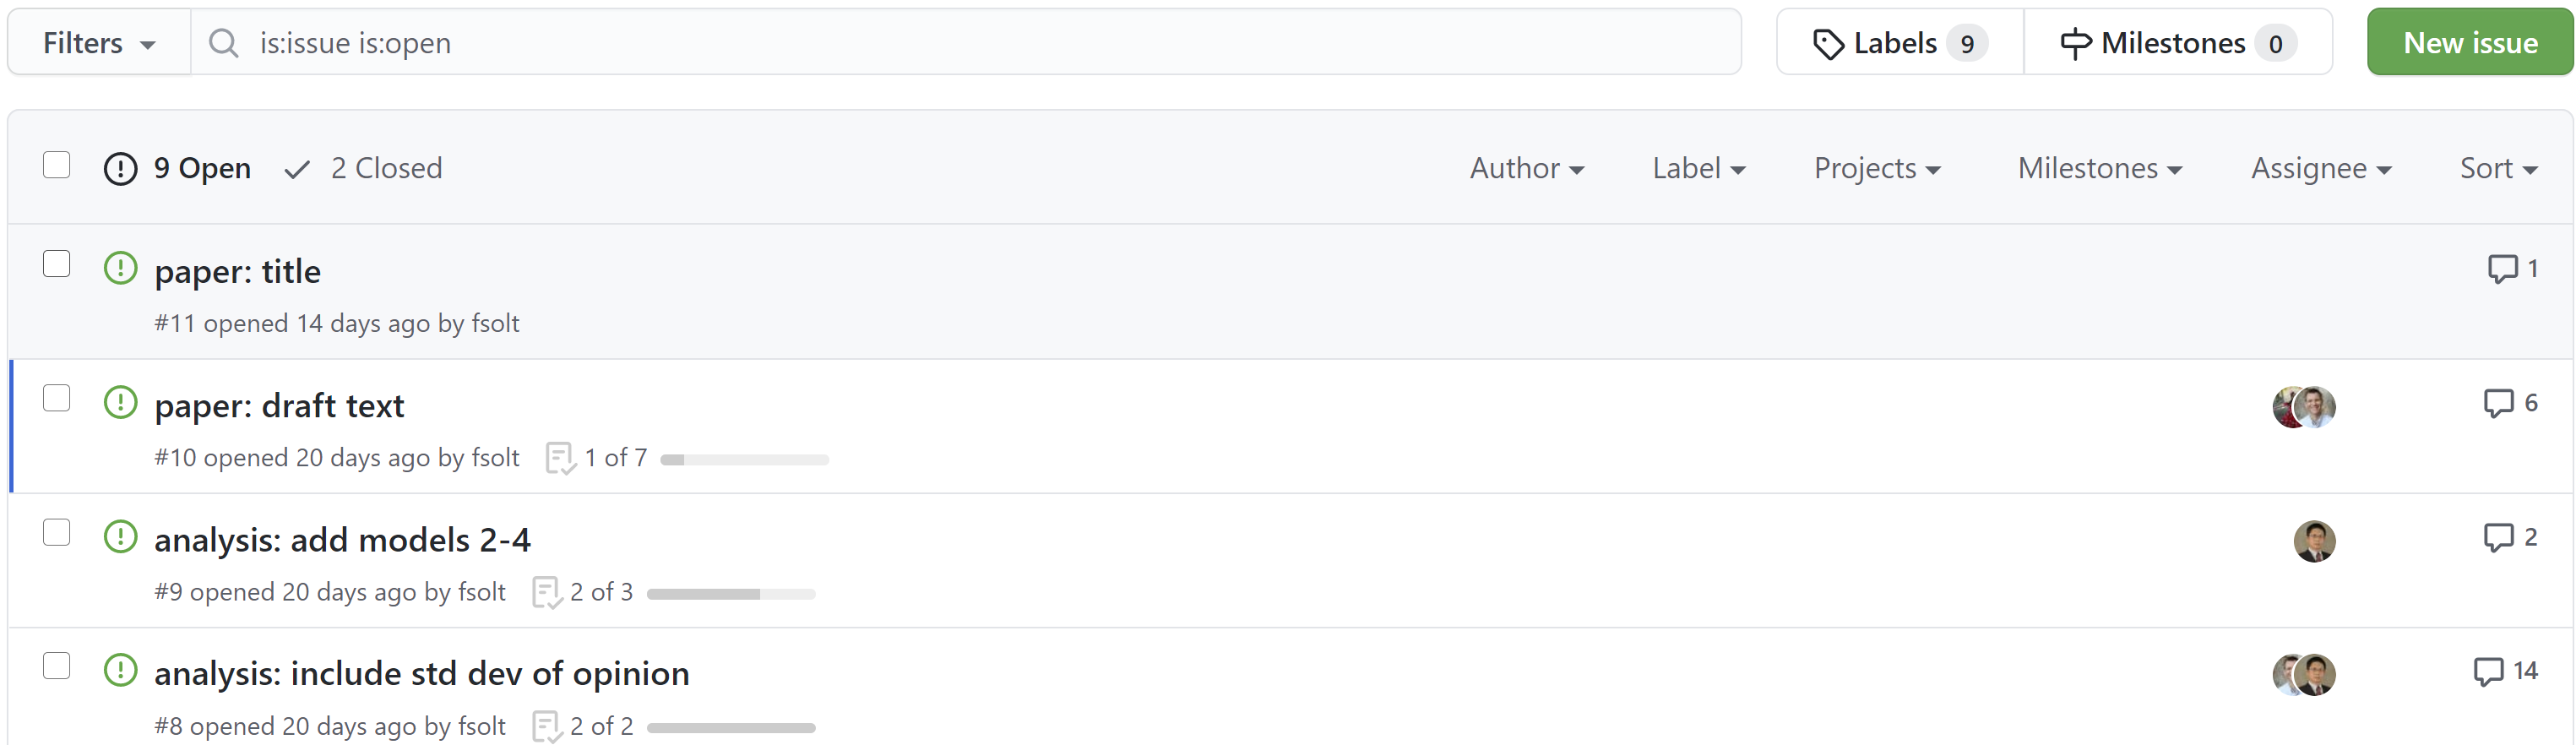 Filters is:issue is:open Labels 9 Milestones 0 New issue
9 Open 2 Closed Author Label Projects Milestones Assignee Sort
paper: title 1
#11 opened 14 days ago by fsolt
paper: draft text 6
#10 opened 20 days ago by fsolt 1 of 7
analysis: add models 2-4 2
#9 opened 20 days ago by fsolt 2 of 3
analysis: include std dev of opinion 14
#8 opened 20 days ago by fsolt 2 of 2